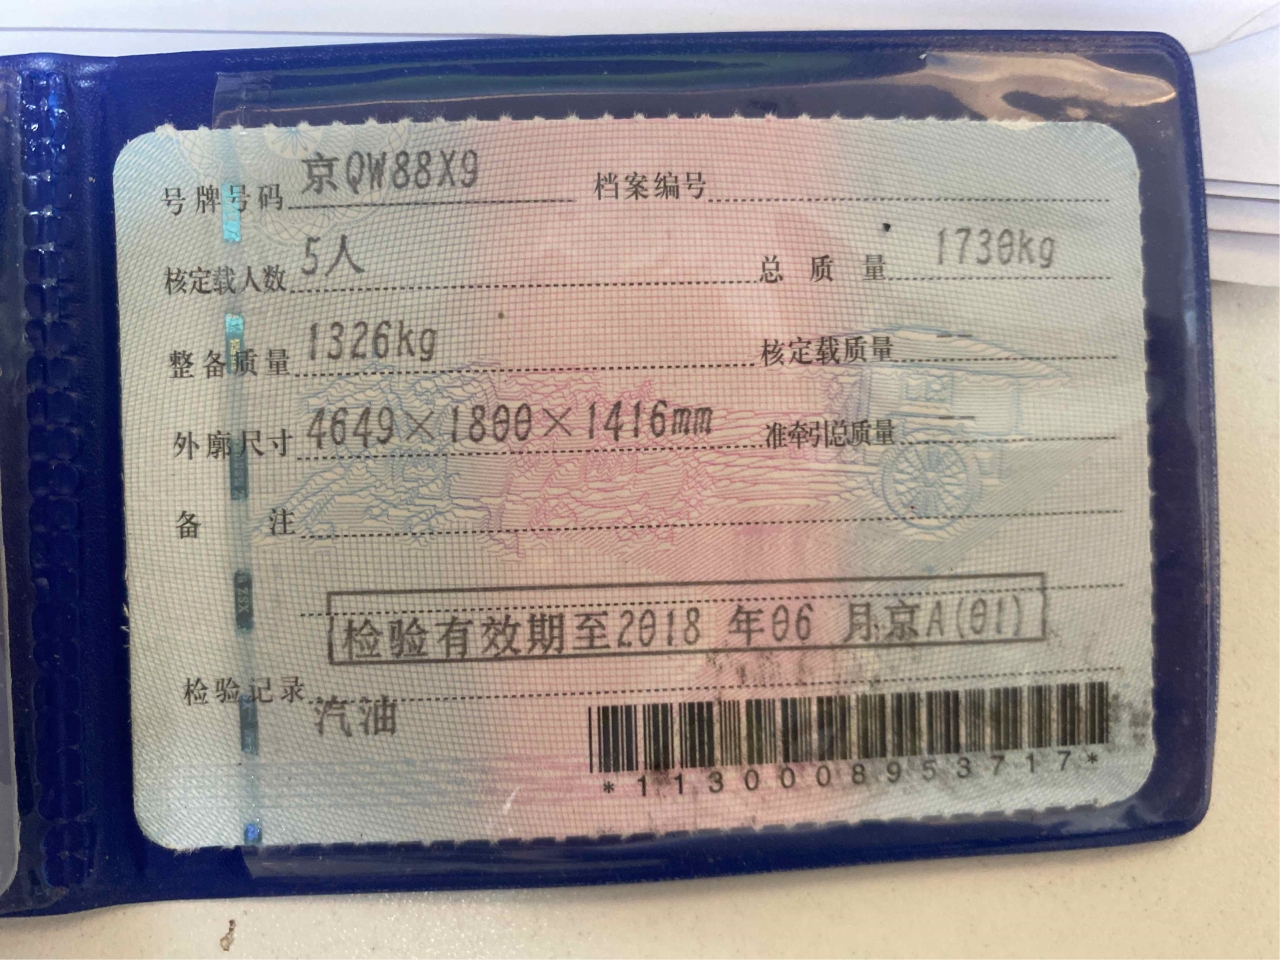 号牌号码 京QW88X9 档案编号
核定载人数 5人 总质量 1730kg
整备质量 1326kg 核定载质量 --
外廓尺寸 4649×1800×1416mm 准牵引总质量 --
备注
检验有效期至2018 年06 月京A(01)
检验记录 汽油
*1130008953717*